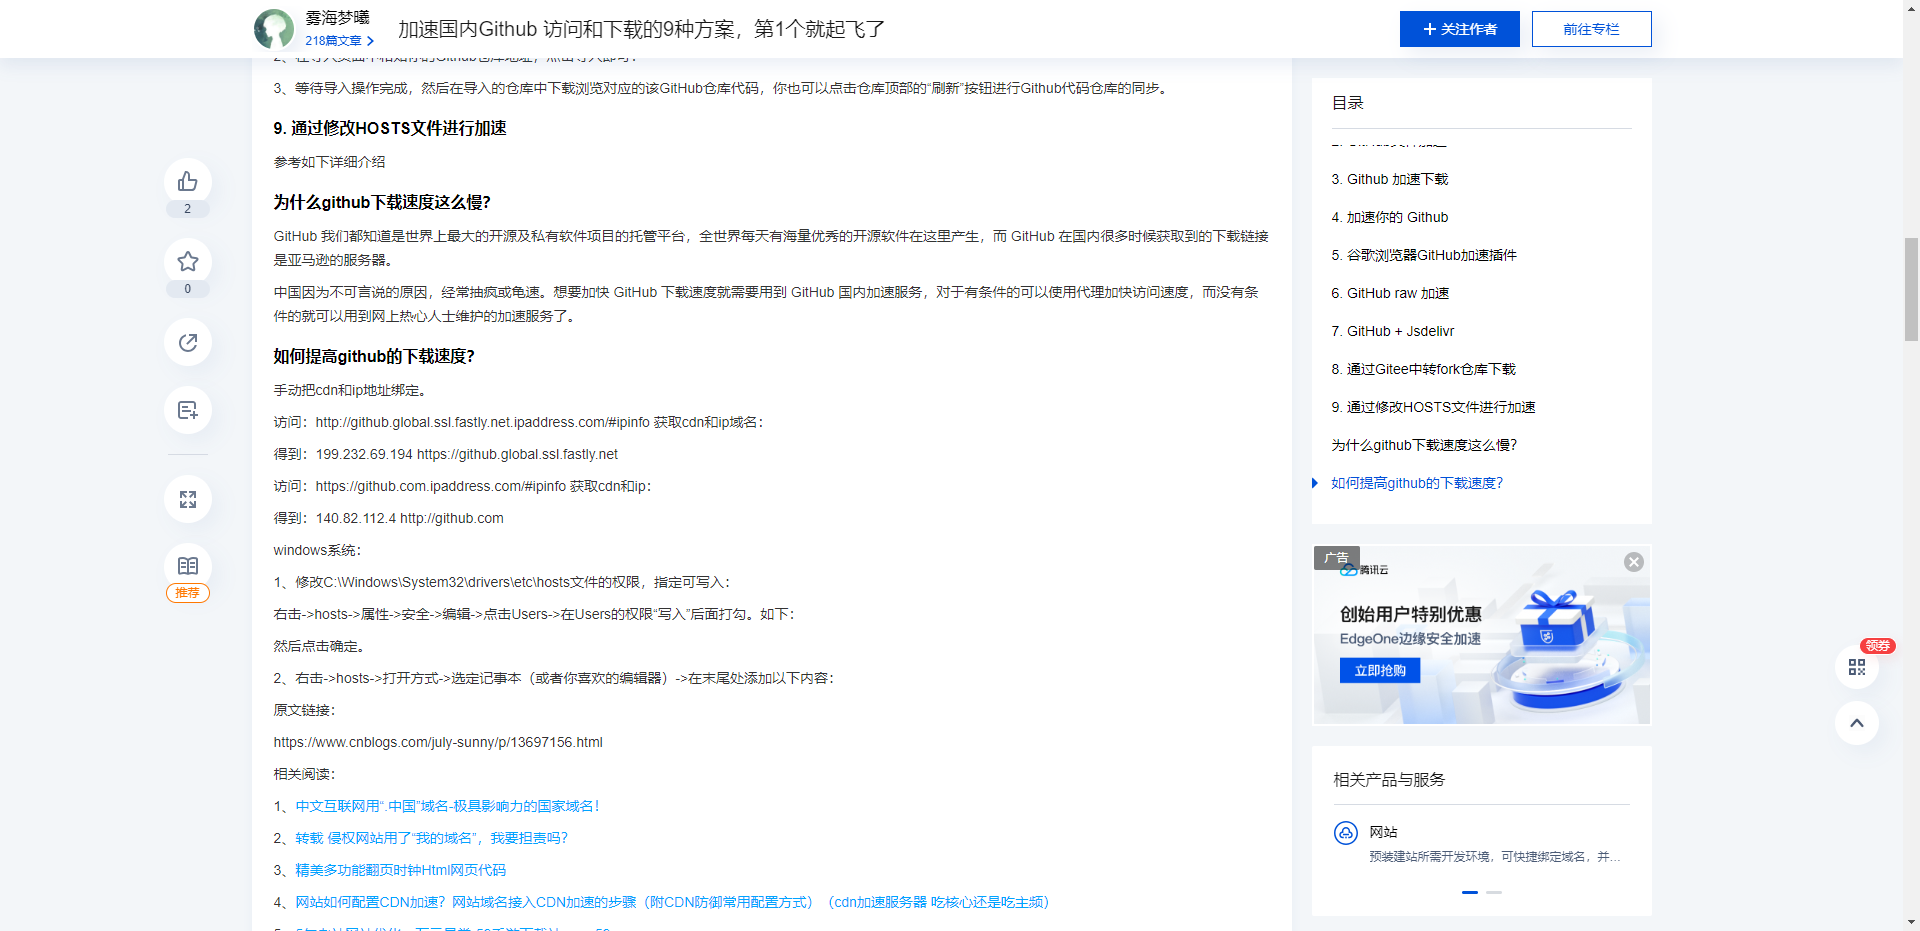 雾海梦曦
218篇文章
加速国内Github 访问和下载的9种方案，第1个就起飞了
关注作者
前往专栏
3、等待导入操作完成，然后在导入的仓库中下载浏览对应的该GitHub仓库代码，你也可以点击仓库顶部的“刷新”按钮进行Github代码仓库的同步。
9. 通过修改HOSTS文件进行加速
参考如下详细介绍
为什么github下载速度这么慢？
GitHub 我们都知道是世界上最大的开源及私有软件项目的托管平台，全世界每天有海量优秀的开源软件在这里产生，而 GitHub 在国内很多时候获取到的下载链接
是亚马逊的服务器。
中国因为不可言说的原因，经常抽疯或龟速。想要加快 GitHub 下载速度就需要用到 GitHub 国内加速服务，对于有条件的可以使用代理加快访问速度，而没有条
件的就可以用到网上热心人士维护的加速服务了。
如何提高github的下载速度？
手动把cdn和ip地址绑定。
访问：http://github.global.ssl.fastly.net.ipaddress.com/#ipinfo 获取cdn和ip域名：
得到：199.232.69.194 https://github.global.ssl.fastly.net
访问：https://github.com.ipaddress.com/#ipinfo 获取cdn和ip：
得到：140.82.112.4 http://github.com
windows系统：
1、修改C:\Windows\System32\drivers\etc\hosts文件的权限，指定可写入：
右击->hosts->属性->安全->编辑->点击Users->在Users的权限“写入”后面打勾。如下：
然后点击确定。
2、右击->hosts->打开方式->选定记事本（或者你喜欢的编辑器）->在末尾处添加以下内容：
原文链接：
https://www.cnblogs.com/july-sunny/p/13697156.html
相关阅读：
1、中文互联网用“.中国”域名-极具影响力的国家域名！
2、转载 侵权网站用了“我的域名”，我要担责吗？
3、精美多功能翻页时钟Html网页代码
4、网站如何配置CDN加速？网站域名接入CDN加速的步骤（附CDN防御常用配置方式）（cdn加速服务器 吃核心还是吃主频）
2
0
推荐
目录
3. Github 加速下载
4. 加速你的 Github
5. 谷歌浏览器GitHub加速插件
6. GitHub raw 加速
7. GitHub + Jsdelivr
8. 通过Gitee中转fork仓库下载
9. 通过修改HOSTS文件进行加速
为什么github下载速度这么慢？
如何提高github的下载速度？
广告
腾讯云
创始用户特别优惠
EdgeOne边缘安全加速
立即抢购
领券
相关产品与服务
网站
预装建站所需开发环境，可快捷绑定域名，并...